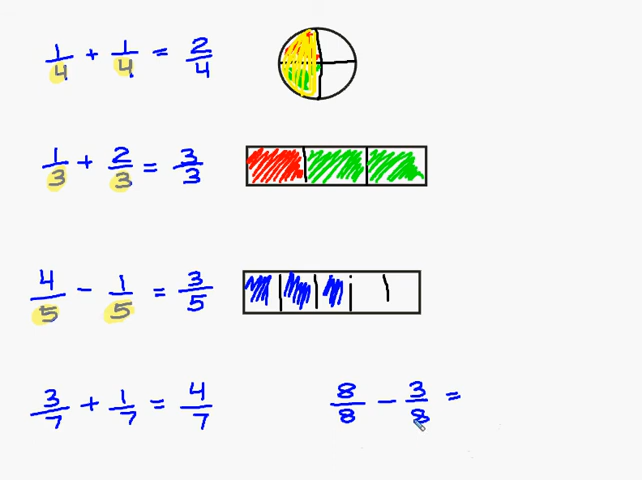 1/4 + 1/4 = 2/4
1/3 + 2/3 = 3/3
4/5 - 1/5 = 3/5
3/7 + 1/7 = 4/7
8/8 - 3/8 =